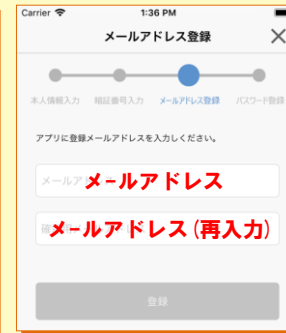 Carrier 1:36 PM
メールアドレス登録 ×
本人情報入力 暗証番号入力 メールアドレス登録 パスワード登録
アプリに登録メールアドレスを入力ください。
メールアドレス
メールアドレス(再入力)
登録